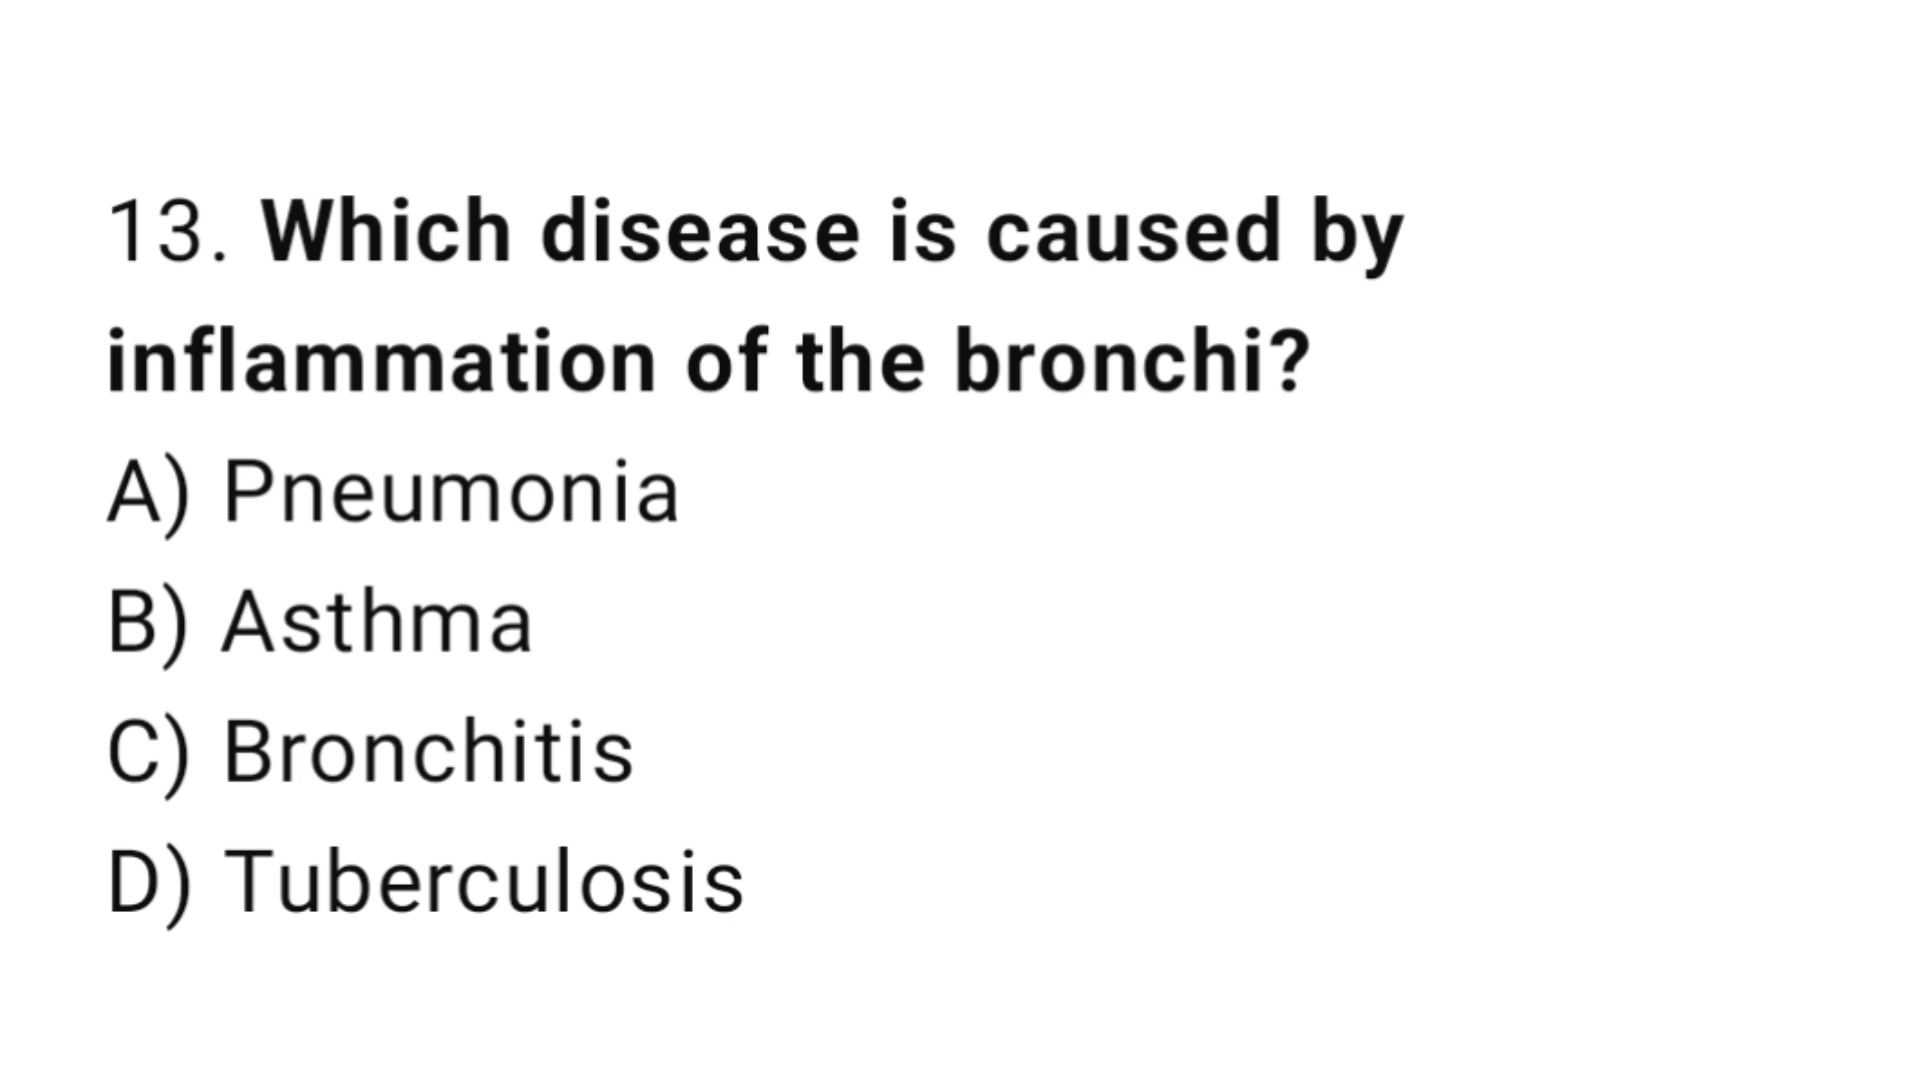 13. Which disease is caused by
inflammation of the bronchi?
A) Pneumonia
B) Asthma
C) Bronchitis
D) Tuberculosis